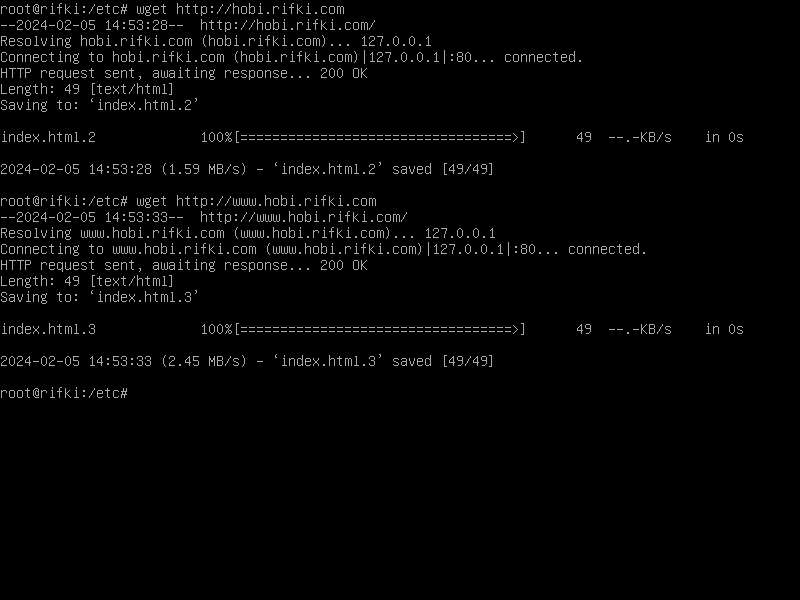 root@rifki:/etc# wget http://hobi.rifki.com
--2024-02-05 14:53:28--  http://hobi.rifki.com/
Resolving hobi.rifki.com (hobi.rifki.com)... 127.0.0.1
Connecting to hobi.rifki.com (hobi.rifki.com)|127.0.0.1|:80... connected.
HTTP request sent, awaiting response... 200 OK
Length: 49 [text/html]
Saving to: ‘index.html.2’
index.html.2             100%[==================================>]      49  --.-KB/s    in 0s
2024-02-05 14:53:28 (1.59 MB/s) - ‘index.html.2’ saved [49/49]
root@rifki:/etc# wget http://www.hobi.rifki.com
--2024-02-05 14:53:33--  http://www.hobi.rifki.com/
Resolving www.hobi.rifki.com (www.hobi.rifki.com)... 127.0.0.1
Connecting to www.hobi.rifki.com (www.hobi.rifki.com)|127.0.0.1|:80... connected.
HTTP request sent, awaiting response... 200 OK
Length: 49 [text/html]
Saving to: ‘index.html.3’
index.html.3             100%[==================================>]      49  --.-KB/s    in 0s
2024-02-05 14:53:33 (2.45 MB/s) - ‘index.html.3’ saved [49/49]
root@rifki:/etc#